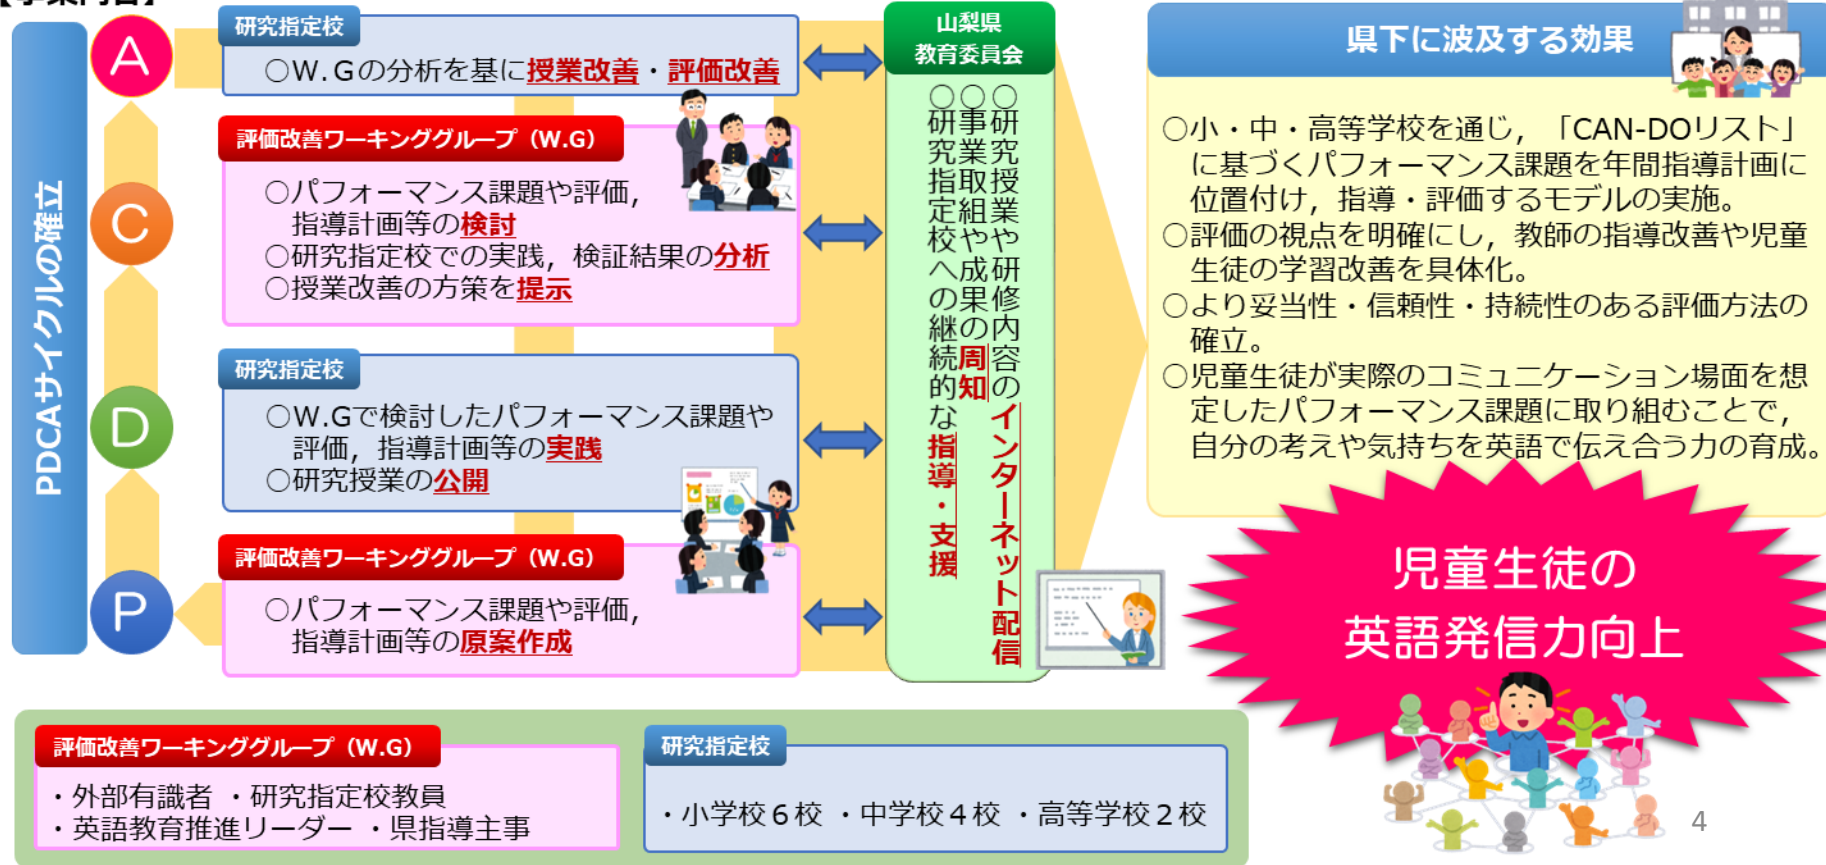 【事業内容】
PDCAサイクルの確立
A
C
D
P
研究指定校
○W.Gの分析を基に授業改善・評価改善
評価改善ワーキンググループ（W.G）
○パフォーマンス課題や評価，
指導計画等の検討
○研究指定校での実践，検証結果の分析
○授業改善の方策を提示
研究指定校
○W.Gで検討したパフォーマンス課題や
評価，指導計画等の実践
○研究授業の公開
評価改善ワーキンググループ（W.G）
○パフォーマンス課題や評価，
指導計画等の原案作成
山梨県
教育委員会
○研究授業や研修内容のインターネット配信
○事業取組や成果の周知
○研究指定校への継続的な指導・支援
県下に波及する効果
○小・中・高等学校を通じ，「CAN-DOリスト」
に基づくパフォーマンス課題を年間指導計画に
位置付け，指導・評価するモデルの実施。
○評価の視点を明確にし，教師の指導改善や児童
生徒の学習改善を具体化。
○より妥当性・信頼性・持続性のある評価方法の
確立。
○児童生徒が実際のコミュニケーション場面を想
定したパフォーマンス課題に取り組むことで，
自分の考えや気持ちを英語で伝え合う力の育成。
児童生徒の
英語発信力向上
評価改善ワーキンググループ（W.G）
・外部有識者 ・研究指定校教員
・英語教育推進リーダー ・県指導主事
研究指定校
・小学校６校 ・中学校４校 ・高等学校２校
4